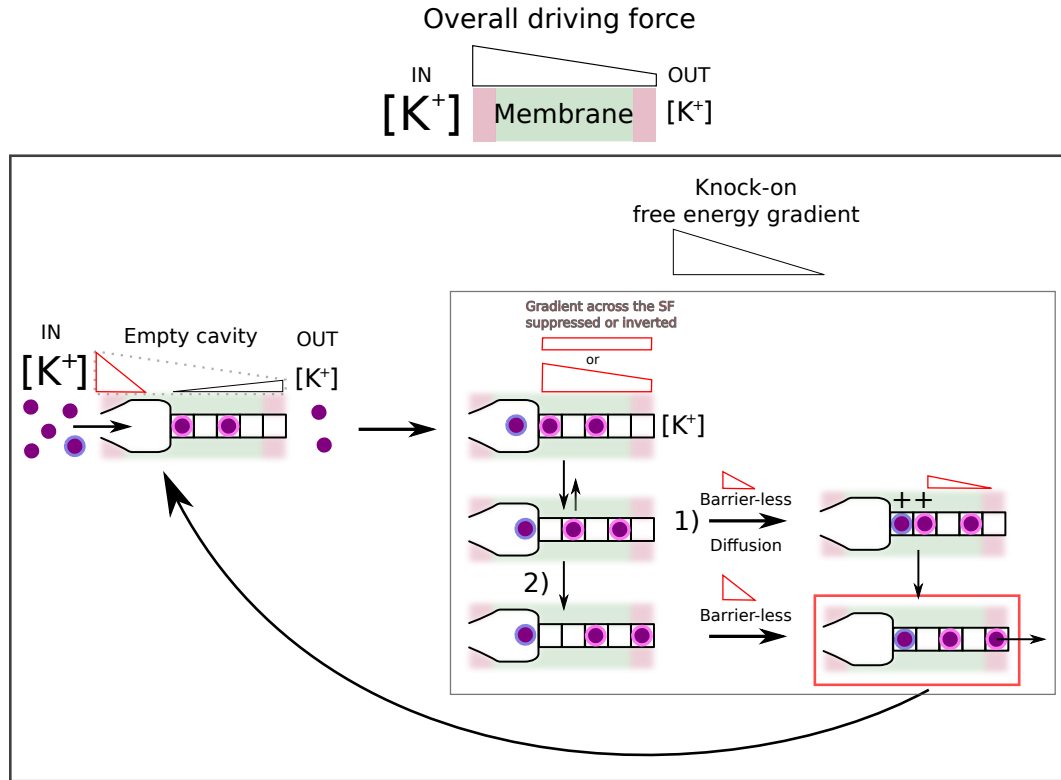 Overall driving force
IN
OUT
[K⁺]
Membrane
[K⁺]
Knock-on
free energy gradient
Gradient across the SF
suppressed or inverted
or
IN
Empty cavity
OUT
[K⁺]
[K⁺]
[K⁺]
1)
Barrier-less
Diffusion
++
2)
Barrier-less